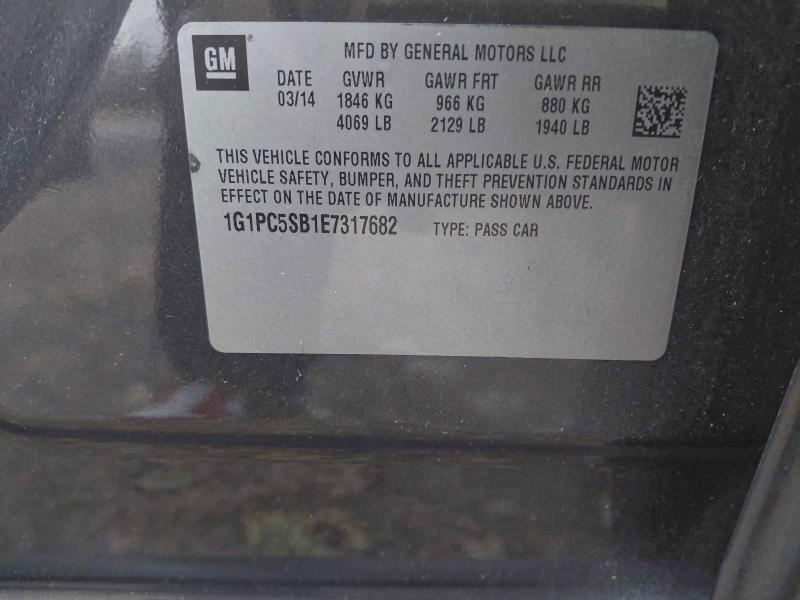 GM® MFD BY GENERAL MOTORS LLC
DATE GVWR GAWR FRT GAWR RR
03/14 1846 KG 966 KG 880 KG
4069 LB 2129 LB 1940 LB
THIS VEHICLE CONFORMS TO ALL APPLICABLE U.S. FEDERAL MOTOR
VEHICLE SAFETY, BUMPER, AND THEFT PREVENTION STANDARDS IN
EFFECT ON THE DATE OF MANUFACTURE SHOWN ABOVE.
1G1PC5SB1E7317682 TYPE: PASS CAR